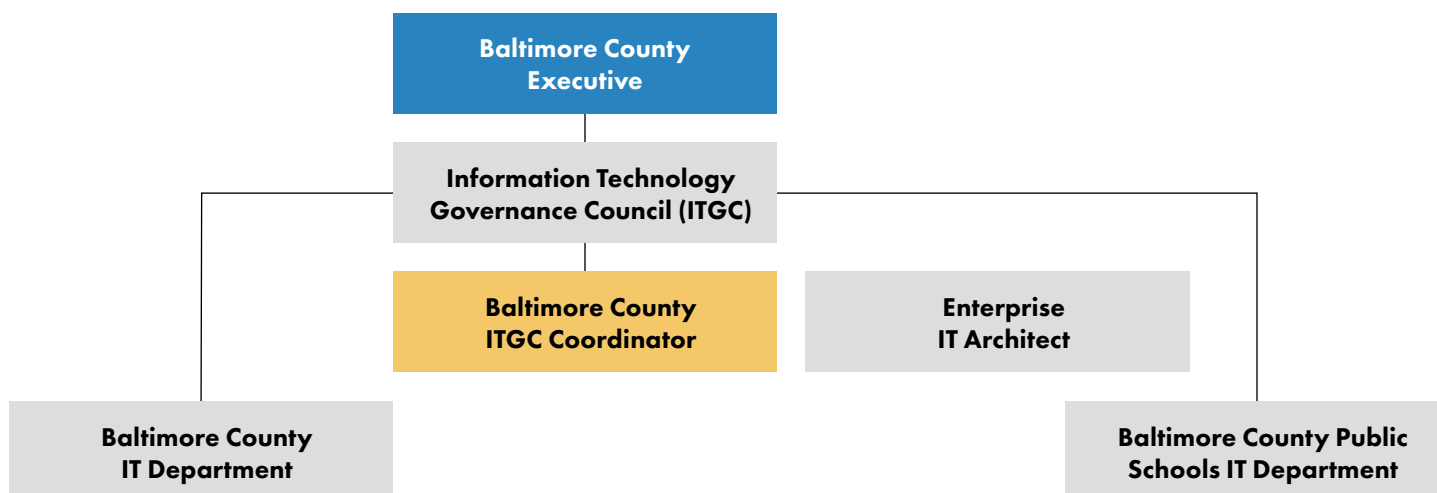 Baltimore County
Executive
Information Technology
Governance Council (ITGC)
Baltimore County
ITGC Coordinator
Enterprise
IT Architect
Baltimore County
IT Department
Baltimore County Public
Schools IT Department